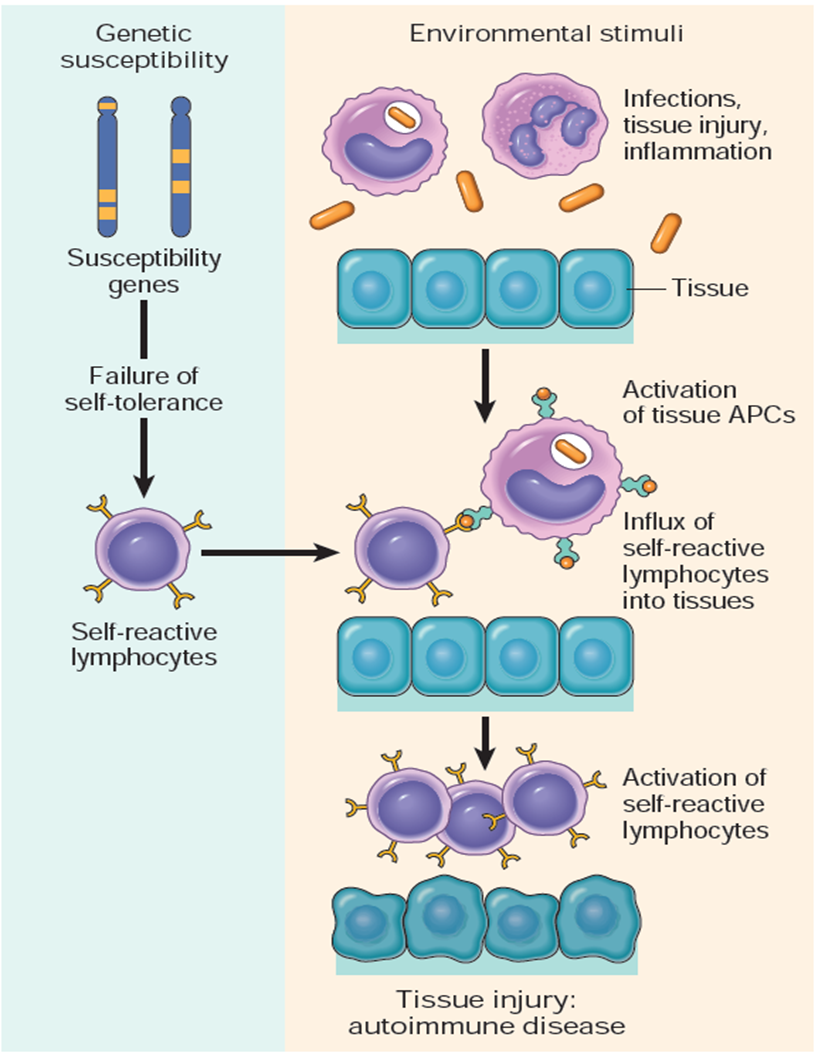 Genetic
susceptibility
Environmental stimuli
Infections,
tissue injury,
inflammation
Susceptibility
genes
Tissue
Failure of
self-tolerance
Activation
of tissue APCs
Influx of
self-reactive
lymphocytes
into tissues
Self-reactive
lymphocytes
Activation of
self-reactive
lymphocytes
Tissue injury:
autoimmune disease